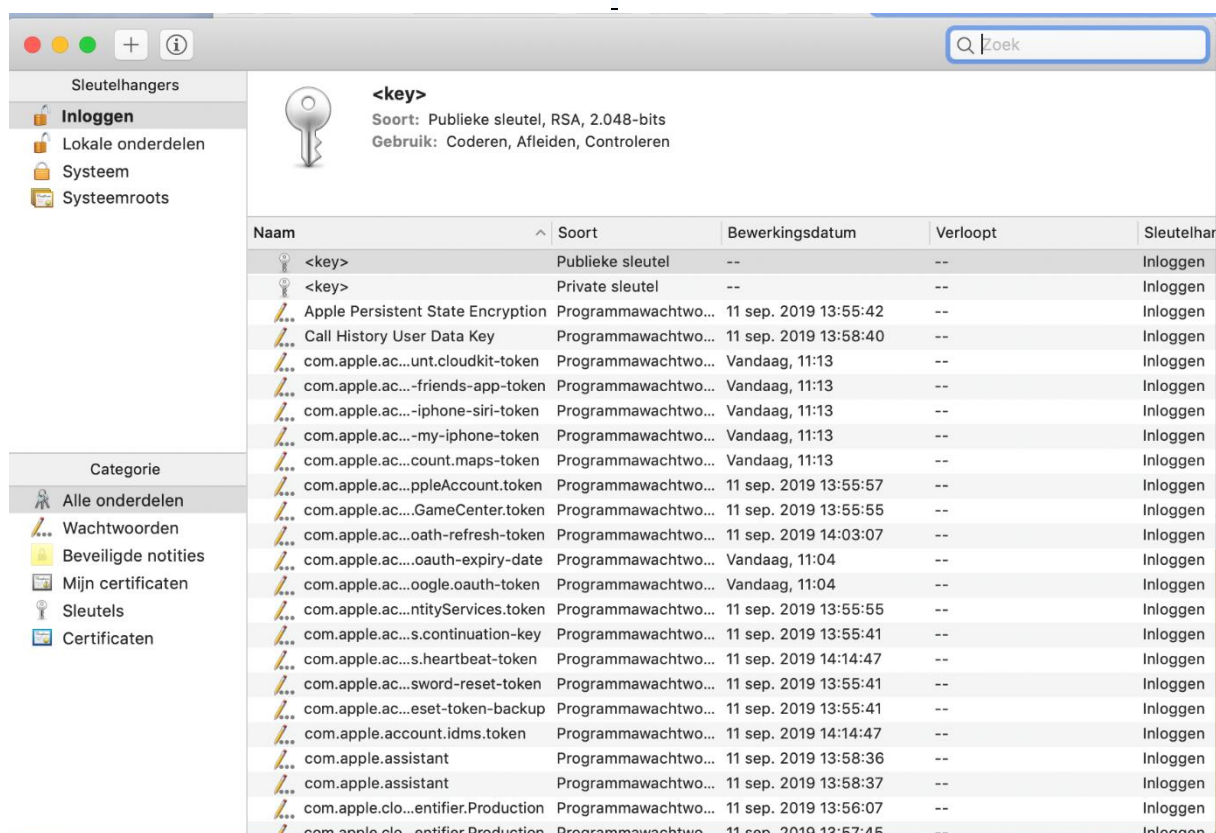 Zoek
Sleutelhangers
Inloggen
Lokale onderdelen
Systeem
Systeemroots
<key>
Soort: Publieke sleutel, RSA, 2.048-bits
Gebruik: Coderen, Afleiden, Controleren
Naam Soort Bewerkingsdatum Verloopt Sleutelhar
<key> Publieke sleutel -- -- Inloggen
<key> Private sleutel -- -- Inloggen
Apple Persistent State Encryption Programmawachtwo... 11 sep. 2019 13:55:42 -- Inloggen
Call History User Data Key Programmawachtwo... 11 sep. 2019 13:58:40 -- Inloggen
com.apple.ac...unt.cloudkit-token Programmawachtwo... Vandaag, 11:13 -- Inloggen
com.apple.ac...-friends-app-token Programmawachtwo... Vandaag, 11:13 -- Inloggen
com.apple.ac...-iphone-siri-token Programmawachtwo... Vandaag, 11:13 -- Inloggen
com.apple.ac...-my-iphone-token Programmawachtwo... Vandaag, 11:13 -- Inloggen
com.apple.ac...count.maps-token Programmawachtwo... Vandaag, 11:13 -- Inloggen
com.apple.ac...ppleAccount.token Programmawachtwo... 11 sep. 2019 13:55:57 -- Inloggen
com.apple.ac....GameCenter.token Programmawachtwo... 11 sep. 2019 13:55:55 -- Inloggen
com.apple.ac...oath-refresh-token Programmawachtwo... 11 sep. 2019 14:03:07 -- Inloggen
com.apple.ac....oauth-expiry-date Programmawachtwo... Vandaag, 11:04 -- Inloggen
com.apple.ac...oogle.oauth-token Programmawachtwo... Vandaag, 11:04 -- Inloggen
com.apple.ac...ntityServices.token Programmawachtwo... 11 sep. 2019 13:55:55 -- Inloggen
com.apple.ac...s.continuation-key Programmawachtwo... 11 sep. 2019 13:55:41 -- Inloggen
com.apple.ac...s.heartbeat-token Programmawachtwo... 11 sep. 2019 14:14:47 -- Inloggen
com.apple.ac...sword-reset-token Programmawachtwo... 11 sep. 2019 13:55:41 -- Inloggen
com.apple.ac...eset-token-backup Programmawachtwo... 11 sep. 2019 13:55:41 -- Inloggen
com.apple.account.idms.token Programmawachtwo... 11 sep. 2019 14:14:47 -- Inloggen
com.apple.assistant Programmawachtwo... 11 sep. 2019 13:58:36 -- Inloggen
com.apple.assistant Programmawachtwo... 11 sep. 2019 13:58:37 -- Inloggen
com.apple.clo...entifier.Production Programmawachtwo... 11 sep. 2019 13:56:07 -- Inloggen
com.apple.clo...entifier.Production Programmawachtwo... 11 sep. 2019 13:57:45 -- Inloggen
Categorie
Alle onderdelen
Wachtwoorden
Beveiligde notities
Mijn certificaten
Sleutels
Certificaten